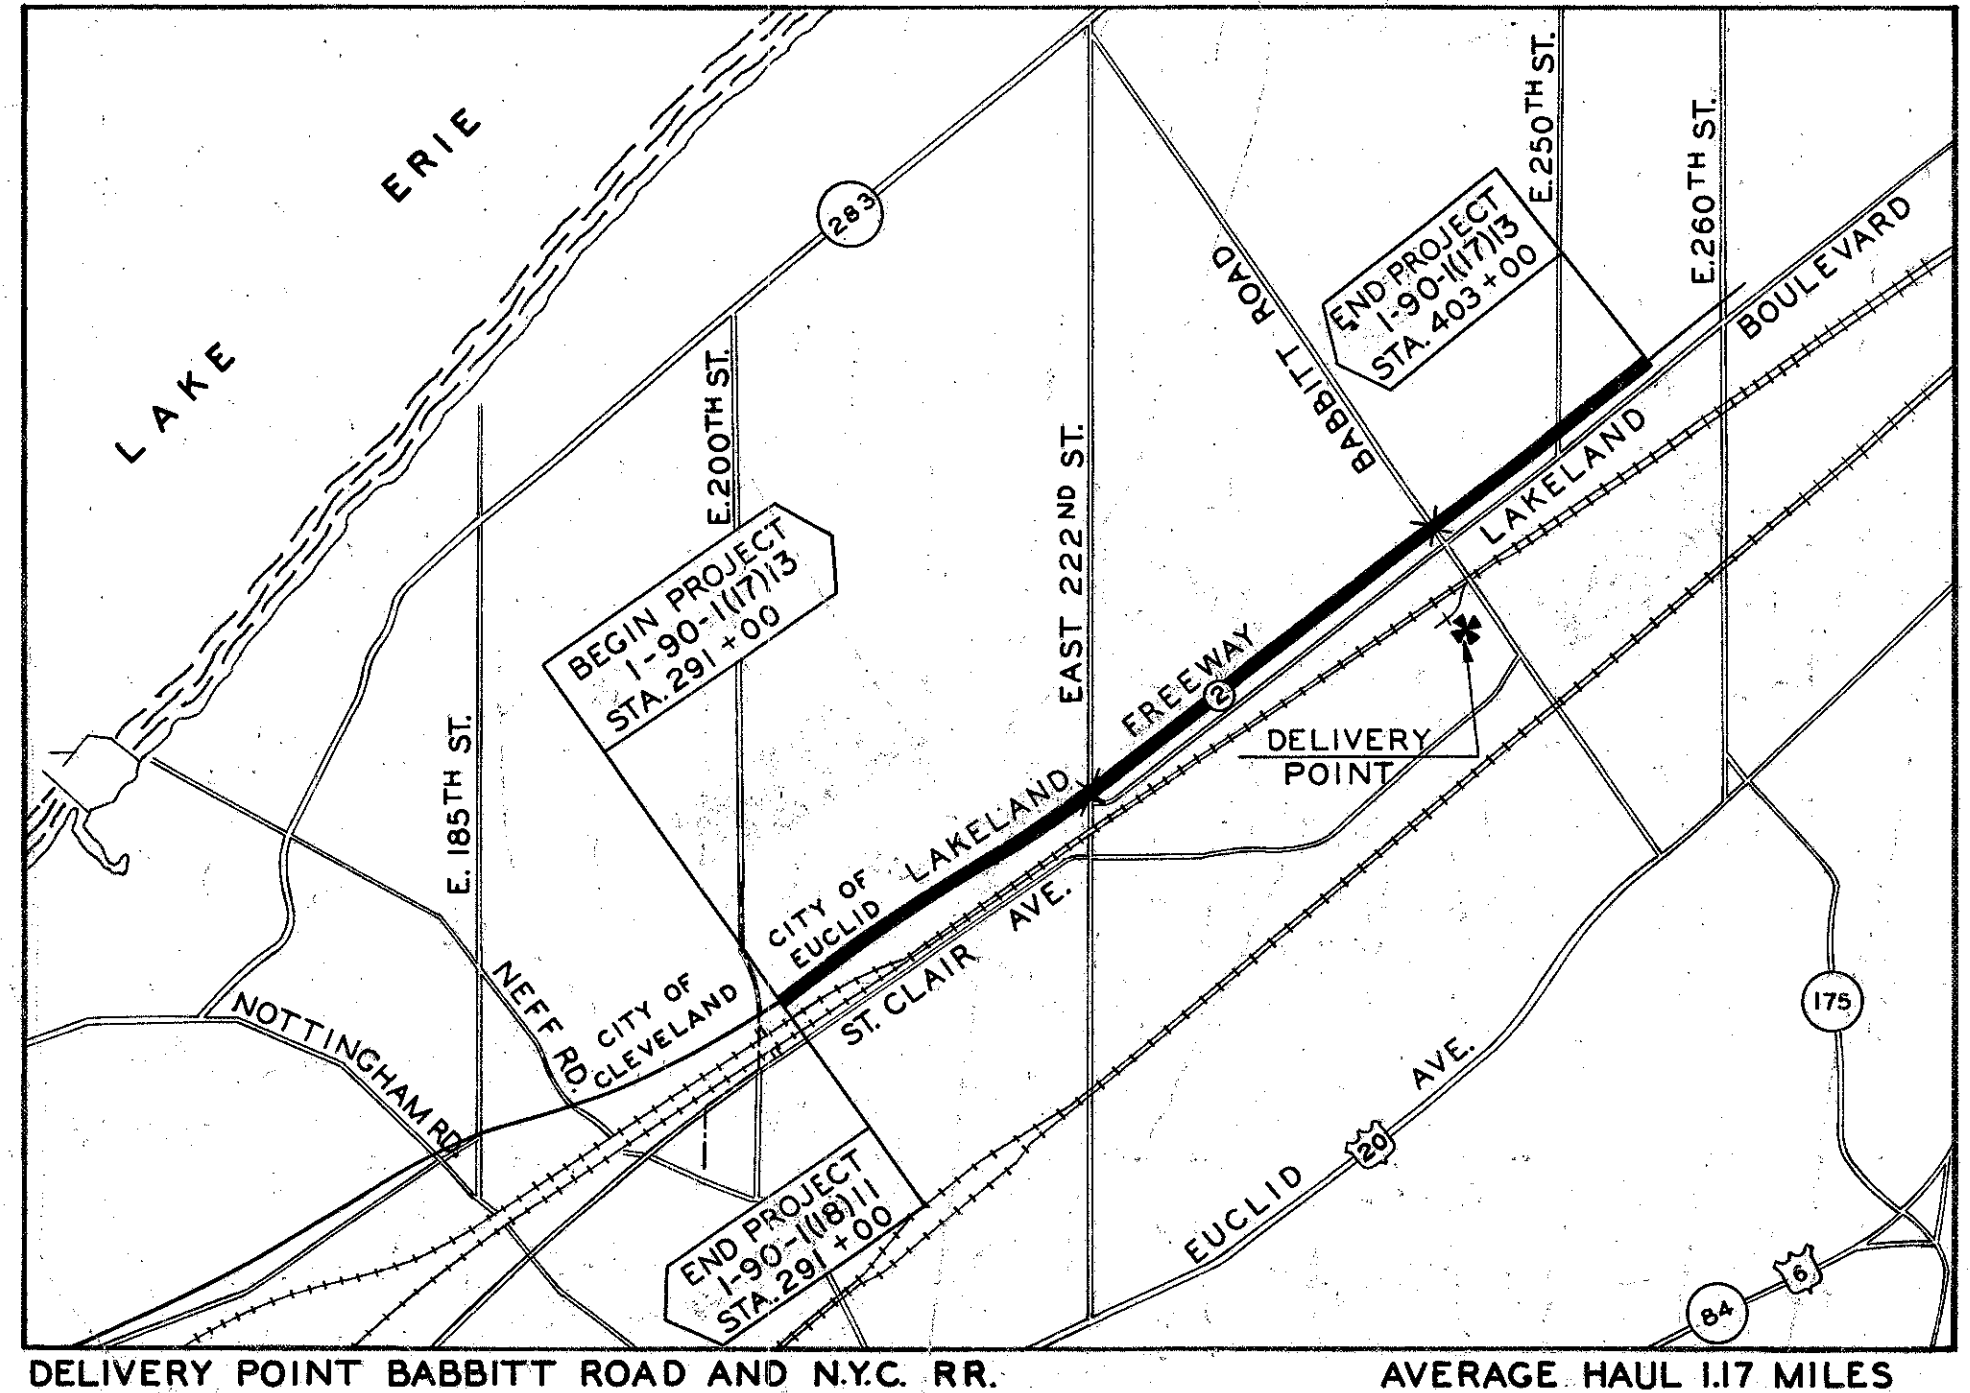 LAKE ERIE
283
E. 250TH ST.
E. 260TH ST.
END PROJECT
I-90-1(17)13
STA. 403+00
BABBITT ROAD
LAKELAND BOULEVARD
E. 200TH ST.
EAST 222ND ST.
BEGIN PROJECT
I-90-1(17)13
STA. 291+00
E. 185TH ST.
LAKELAND FREEWAY
2
DELIVERY
POINT
CITY OF
EUCLID
CITY OF
CLEVELAND
NEFF RD.
NOTTINGHAM RD.
ST. CLAIR AVE.
175
EUCLID AVE.
20
END PROJECT
I-90-1(18)11
STA. 291+00
6
84
DELIVERY POINT BABBITT ROAD AND N.Y.C. RR.
AVERAGE HAUL 1.17 MILES